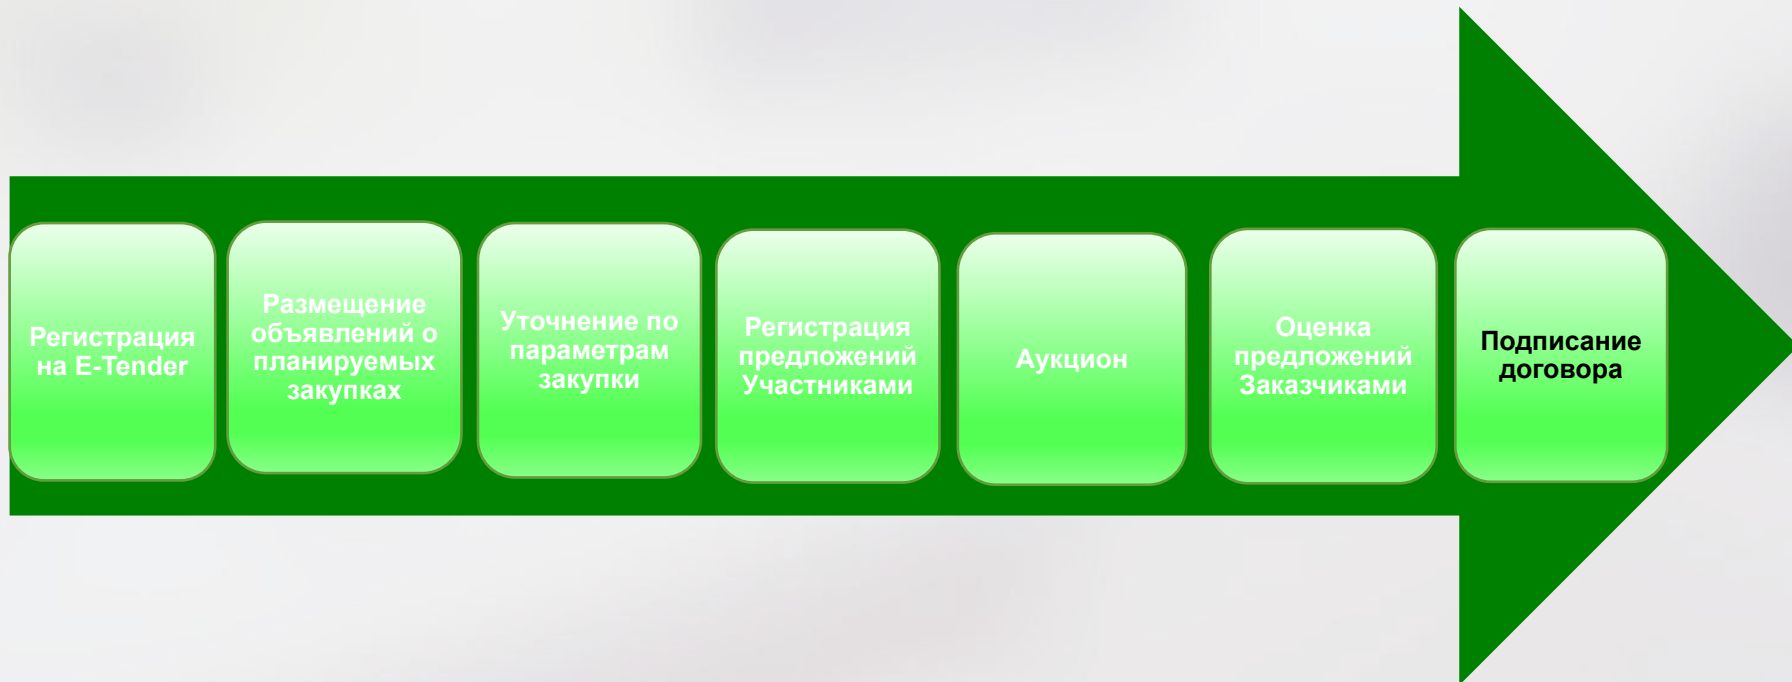 Регистрация
на E-Tender
Размещение
объявлений о
планируемых
закупках
Уточнение по
параметрам
закупки
Регистрация
предложений
Участниками
Аукцион
Оценка
предложений
Заказчиками
Подписание
договора